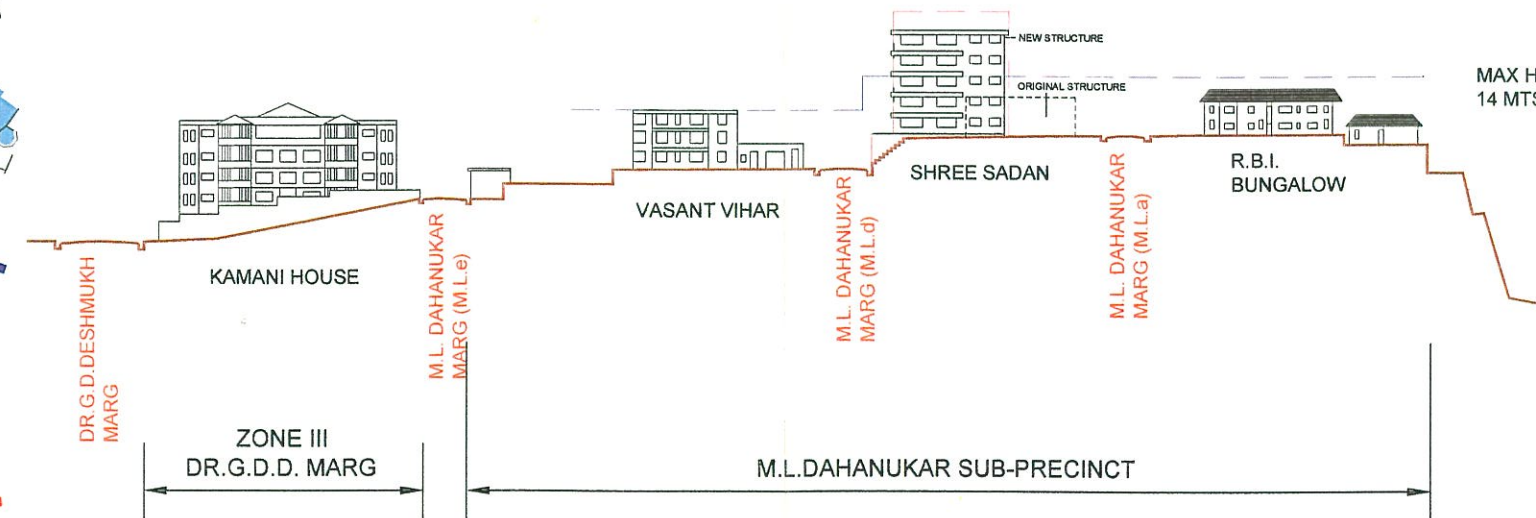 NEW STRUCTURE
ORIGINAL STRUCTURE
MAX H
14 MTS
KAMANI HOUSE
VASANT VIHAR
SHREE SADAN
R.B.I.
BUNGALOW
DR.G.D.DESHMUKH
MARG
M.L. DAHANUKAR
MARG (M.L.e)
M.L. DAHANUKAR
MARG (M.L.d)
M.L. DAHANUKAR
MARG (M.L.a)
ZONE III
DR.G.D.D. MARG
M.L.DAHANUKAR SUB-PRECINCT